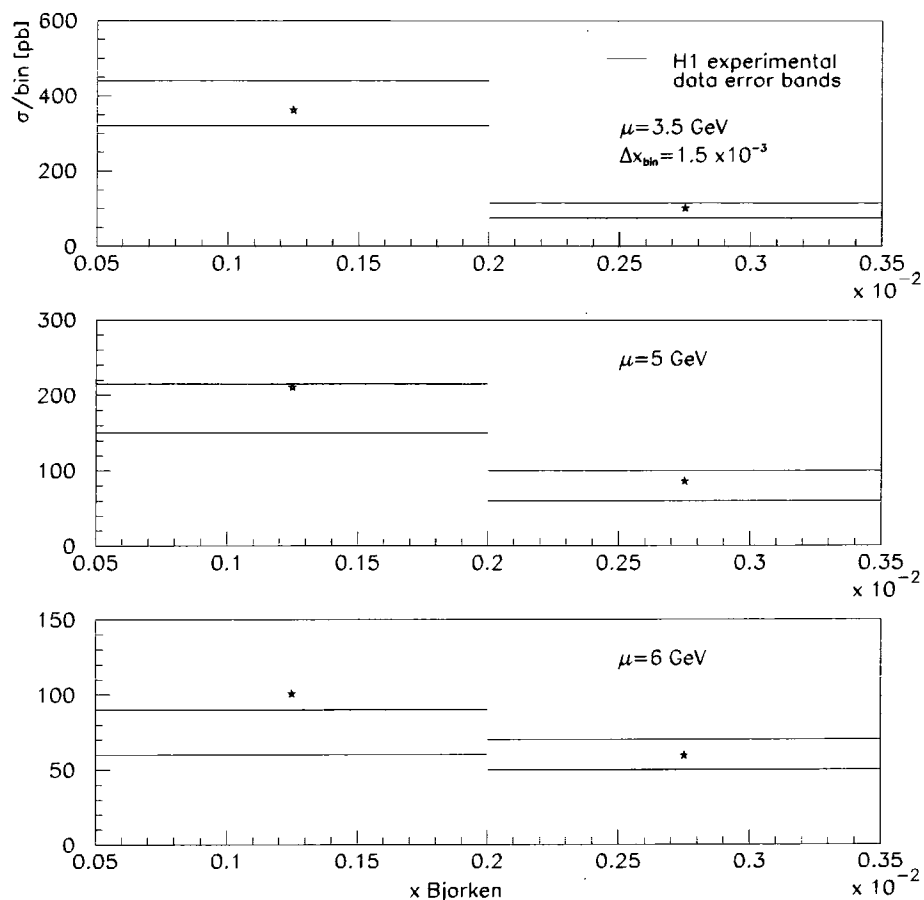 600
400
200
0
σ/bin [pb]
H1 experimental
data error bands
μ=3.5 GeV
Δx_bin=1.5 x10⁻³
0.05 0.1 0.15 0.2 0.25 0.3 0.35
x 10⁻²
300
200
100
0
μ=5 GeV
0.05 0.1 0.15 0.2 0.25 0.3 0.35
x 10⁻²
150
100
50
0
μ=6 GeV
0.05 0.1 0.15 0.2 0.25 0.3 0.35
x 10⁻²
x Bjorken